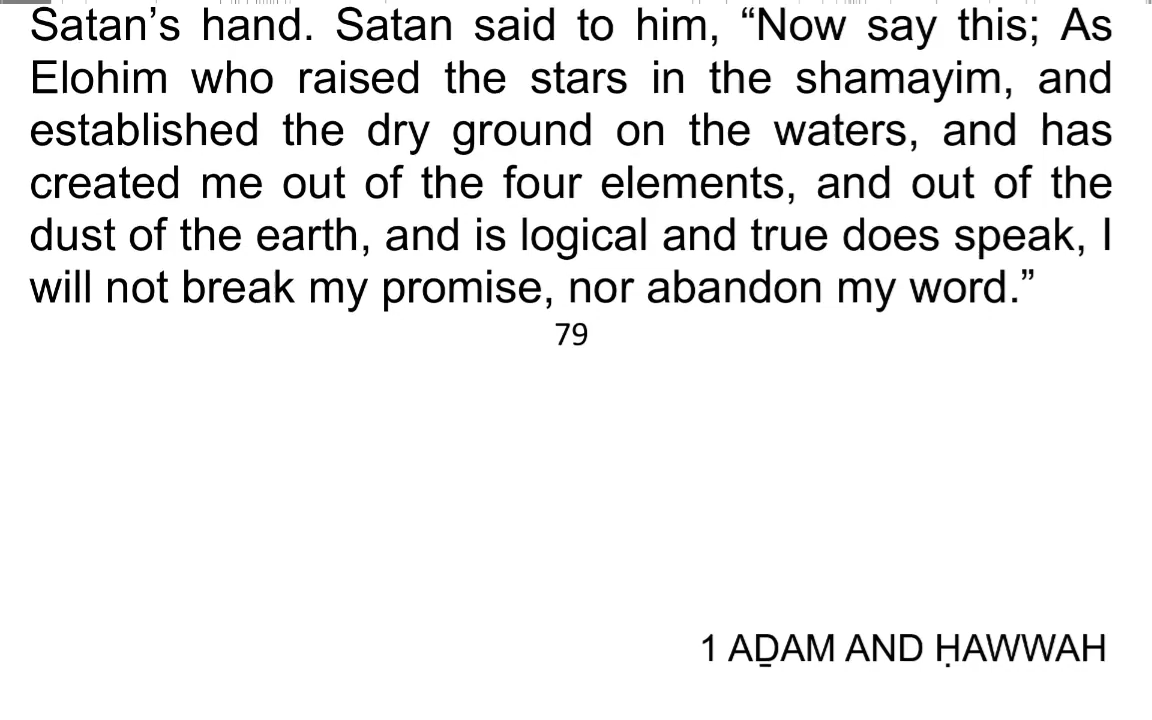 Satan’s hand. Satan said to him, “Now say this; As
Elohim who raised the stars in the shamayim, and
established the dry ground on the waters, and has
created me out of the four elements, and out of the
dust of the earth, and is logical and true does speak, I
will not break my promise, nor abandon my word.”
79
1 AḎAM AND ḤAWWAH